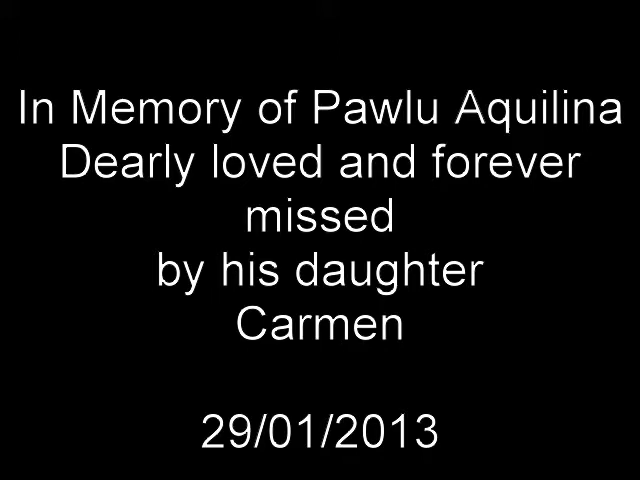 In Memory of Pawlu Aquilina
Dearly loved and forever
missed
by his daughter
Carmen
29/01/2013